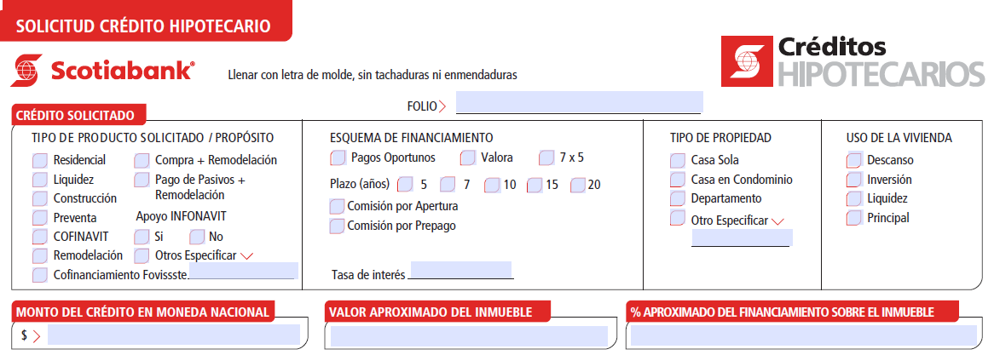 SOLICITUD CRÉDITO HIPOTECARIO
Scotiabank®
Llenar con letra de molde, sin tachaduras ni enmendaduras
Créditos
HIPOTECARIOS
FOLIO
CRÉDITO SOLICITADO
TIPO DE PRODUCTO SOLICITADO / PROPÓSITO
Residencial
Compra + Remodelación
Liquidez
Pago de Pasivos +
Remodelación
Construcción
Preventa
Apoyo INFONAVIT
COFINAVIT
Si
No
Remodelación
Otros Especificar
Cofinanciamiento Fovissste
ESQUEMA DE FINANCIAMIENTO
Pagos Oportunos
Valora
7 x 5
Plazo (años)
5
7
10
15
20
Comisión por Apertura
Comisión por Prepago
Tasa de interés
TIPO DE PROPIEDAD
Casa Sola
Casa en Condominio
Departamento
Otro Especificar
USO DE LA VIVIENDA
Descanso
Inversión
Liquidez
Principal
MONTO DEL CRÉDITO EN MONEDA NACIONAL
$
VALOR APROXIMADO DEL INMUEBLE
% APROXIMADO DEL FINANCIAMIENTO SOBRE EL INMUEBLE